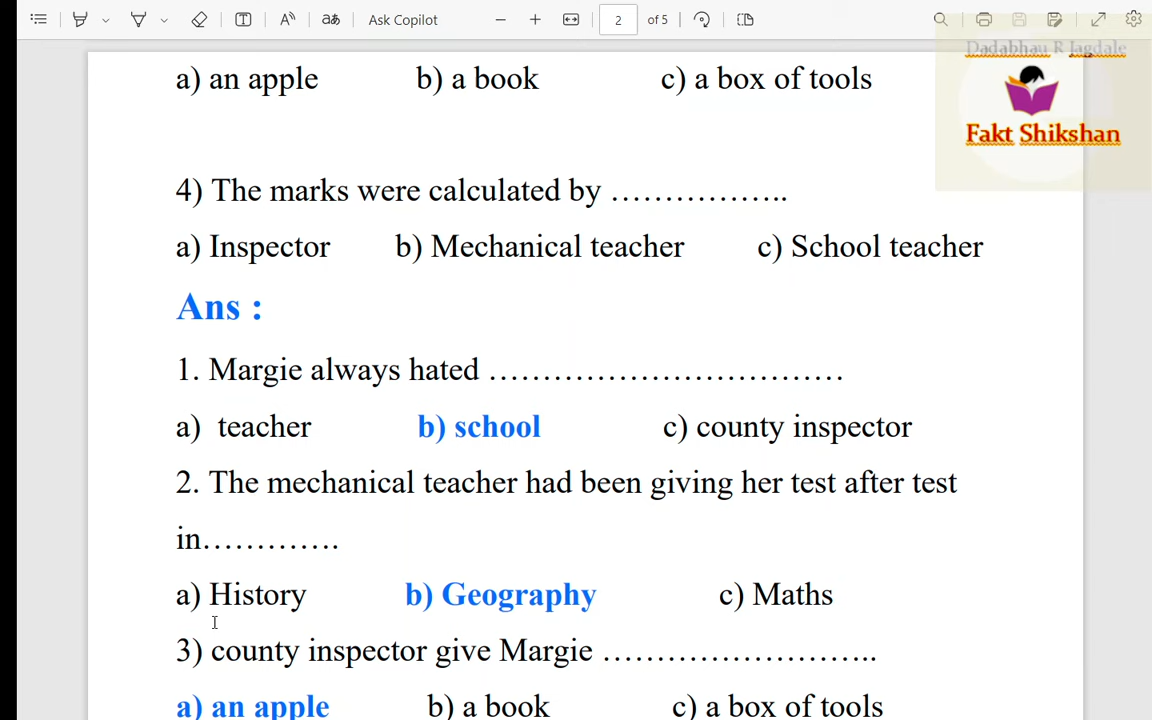 Ask Copilot
2 of 5
Dadabhau R Jagdale
Fakt Shikshan
a) an apple b) a book c) a box of tools
4) The marks were calculated by ……………..
a) Inspector b) Mechanical teacher c) School teacher
Ans :
1. Margie always hated ……………………………
a) teacher b) school c) county inspector
2. The mechanical teacher had been giving her test after test
in………….
a) History b) Geography c) Maths
3) county inspector give Margie ……………………..
a) an apple b) a book c) a box of tools